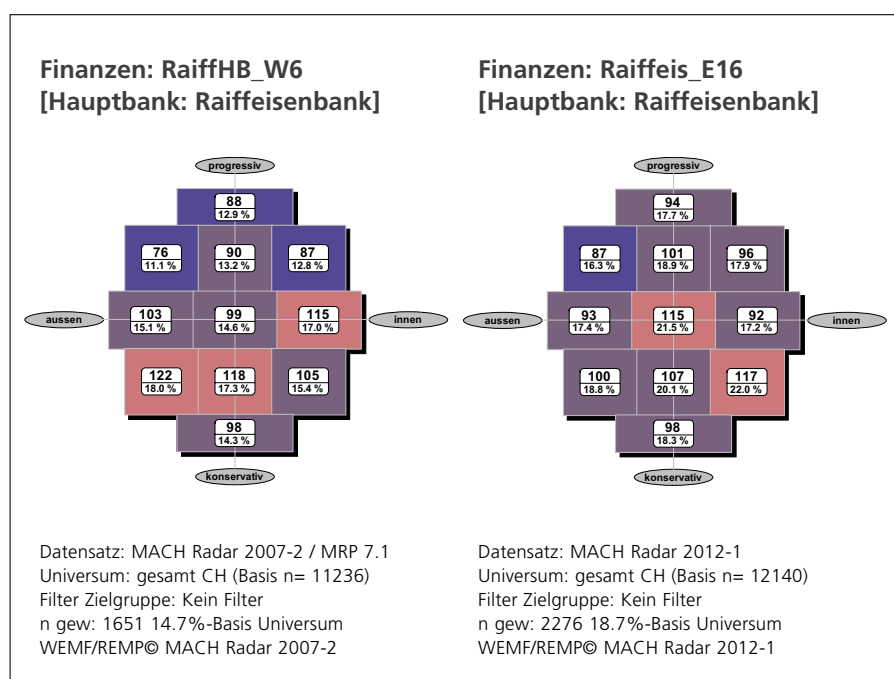 Finanzen: RaiffHB_W6
[Hauptbank: Raiffeisenbank]
progressiv
88
12.9 %
76
11.1 %
90
13.2 %
87
12.8 %
aussen
103
15.1 %
99
14.6 %
115
17.0 %
innen
122
18.0 %
118
17.3 %
105
15.4 %
98
14.3 %
konservativ
Datensatz: MACH Radar 2007-2 / MRP 7.1
Universum: gesamt CH (Basis n= 11236)
Filter Zielgruppe: Kein Filter
n gew: 1651 14.7%-Basis Universum
WEMF/REMP© MACH Radar 2007-2
Finanzen: Raiffeis_E16
[Hauptbank: Raiffeisenbank]
progressiv
94
17.7 %
87
16.3 %
101
18.9 %
96
17.9 %
aussen
93
17.4 %
115
21.5 %
92
17.2 %
innen
100
18.8 %
107
20.1 %
117
22.0 %
98
18.3 %
konservativ
Datensatz: MACH Radar 2012-1
Universum: gesamt CH (Basis n= 12140)
Filter Zielgruppe: Kein Filter
n gew: 2276 18.7%-Basis Universum
WEMF/REMP© MACH Radar 2012-1